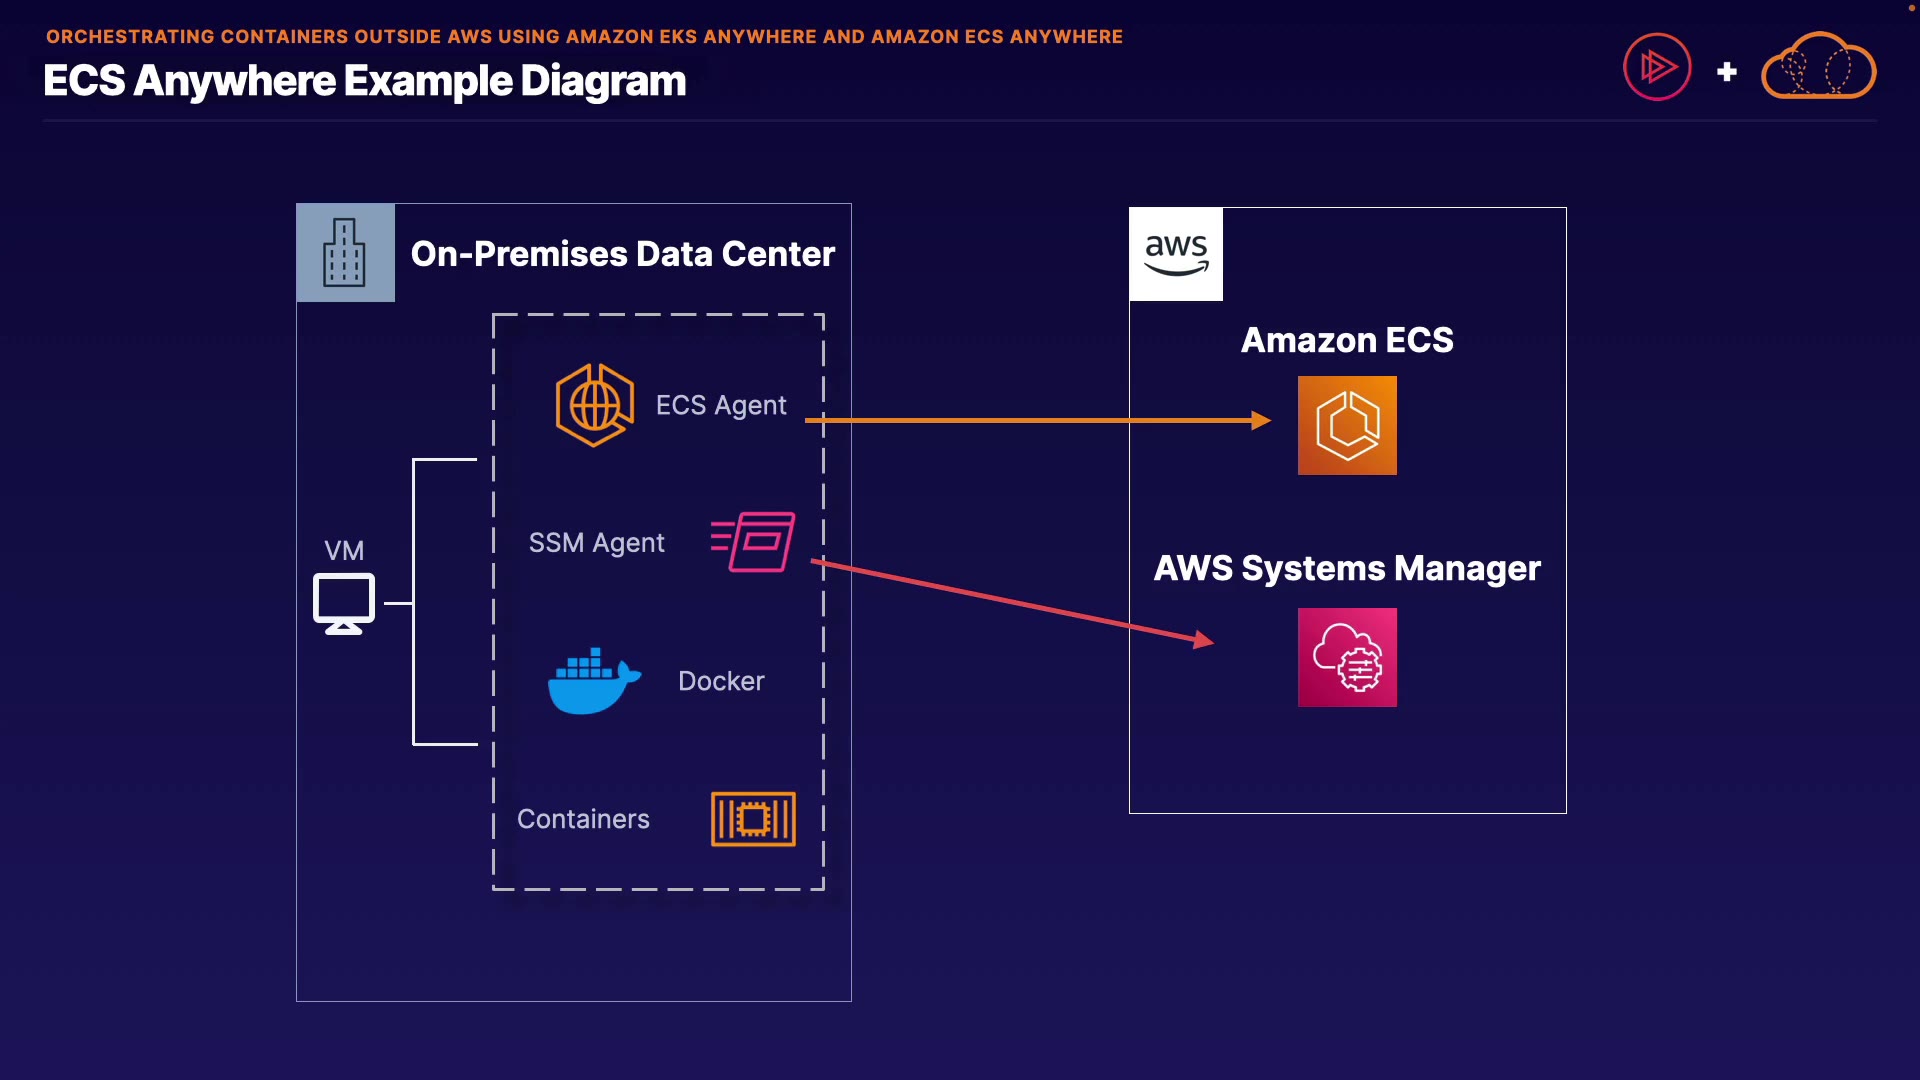 ORCHESTRATING CONTAINERS OUTSIDE AWS USING AMAZON EKS ANYWHERE AND AMAZON ECS ANYWHERE
ECS Anywhere Example Diagram
On-Premises Data Center
aws
Amazon ECS
ECS Agent
SSM Agent
VM
AWS Systems Manager
Docker
Containers